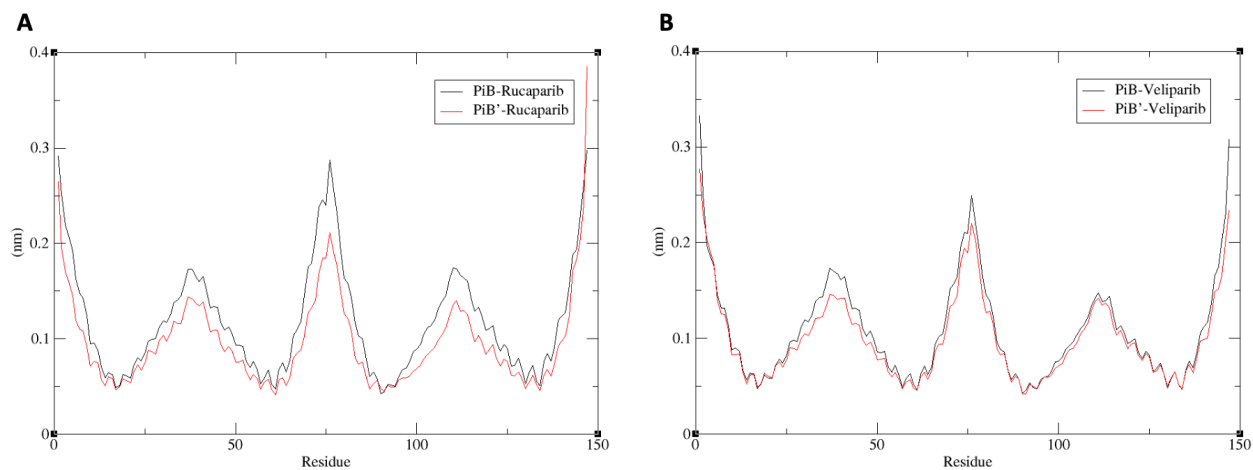 A
0.4
0.3
0.2
0.1
0
(nm)
PiB-Rucaparib
PiB'-Rucaparib
0
50
100
150
Residue
B
0.4
0.3
0.2
0.1
0
(nm)
PiB-Veliparib
PiB'-Veliparib
0
50
100
150
Residue